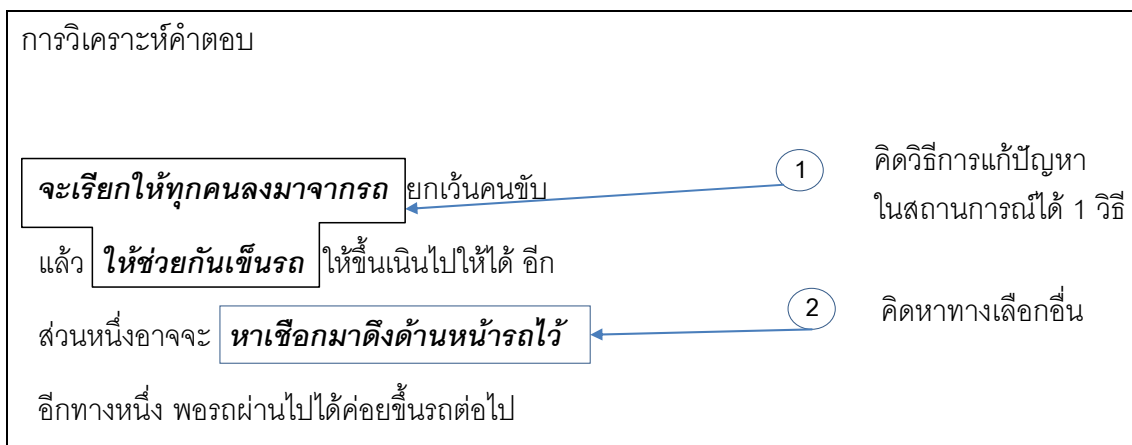 การวิเคราะห์คำตอบ
จะเรียกให้ทุกคนลงมาจากรถ ยกเว้นคนขับ
แล้ว ให้ช่วยกันเข็นรถ ให้ขึ้นเนินไปให้ได้ อีก
ส่วนหนึ่งอาจจะ หาเชือกมาดึงด้านหน้ารถไว้
อีกทางหนึ่ง พอรถผ่านไปได้ค่อยขึ้นรถต่อไป
1
คิดวิธีการแก้ปัญหา
ในสถานการณ์ได้ 1 วิธี
2
คิดหาทางเลือกอื่น